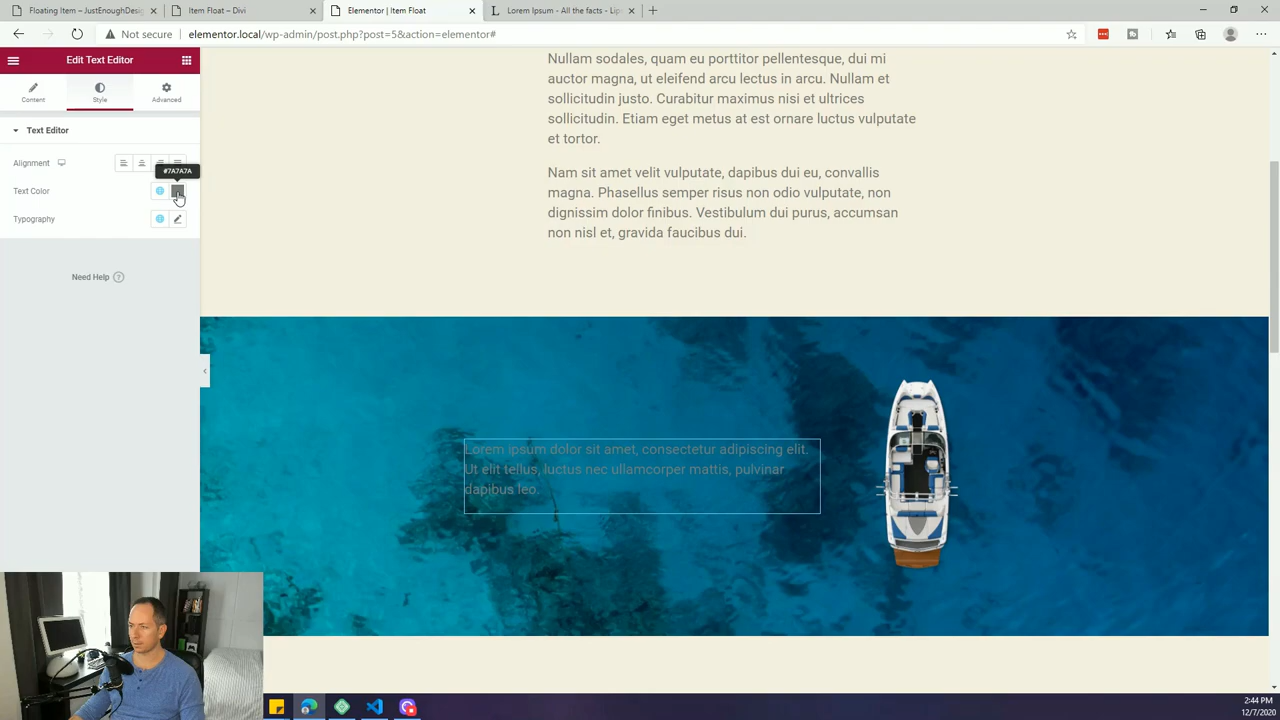 Floating Item – JustEnoughDesig
Item Float – Divi
Elementor | Item Float
Lorem Ipsum - All the facts - Lip
Not secure
elementor.local/wp-admin/post.php?post=5&action=elementor#
Edit Text Editor
Content
Style
Advanced
Text Editor
Alignment
#7A7A7A
Text Color
Typography
Need Help ?
Nullam sodales, quam eu porttitor pellentesque, dui mi
auctor magna, ut eleifend arcu lectus in arcu. Nullam et
sollicitudin justo. Curabitur maximus nisi et ultrices
sollicitudin. Etiam eget metus at est ornare luctus vulputate
et tortor.
Nam sit amet velit vulputate, dapibus dui eu, convallis
magna. Phasellus semper risus non odio vulputate, non
dignissim dolor finibus. Vestibulum dui purus, accumsan
non nisl et, gravida faucibus dui.
Lorem ipsum dolor sit amet, consectetur adipiscing elit.
Ut elit tellus, luctus nec ullamcorper mattis, pulvinar
dapibus leo.
2:44 PM
12/7/2020